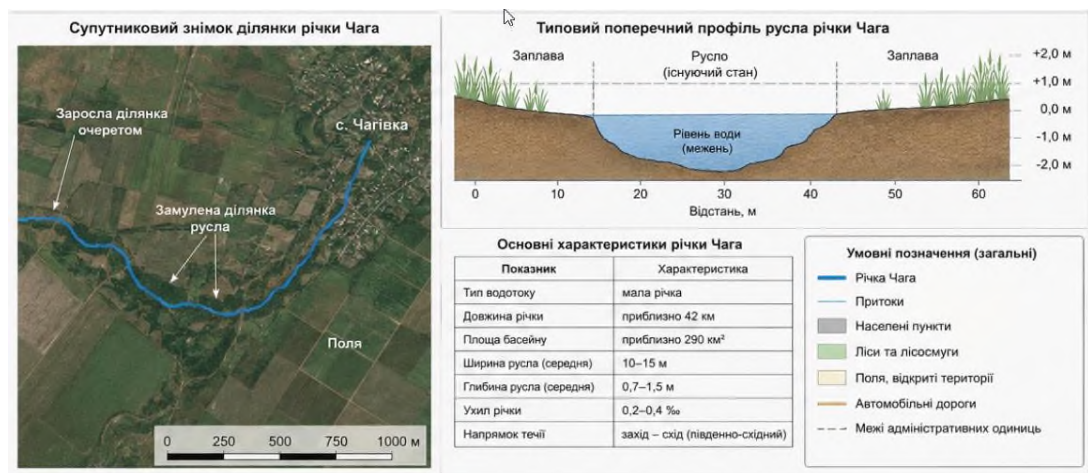 Супутниковий знімок ділянки річки Чага
Заросла ділянка
очеретом
с. Чагівка
Замулена ділянка
русла
Поля
0 250 500 750 1000 м
Типовий поперечний профіль русла річки Чага
Заплава
Русло
(існуючий стан)
Заплава
+2,0 м
+1,0 м
0,0 м
-1,0 м
-2,0 м
Рівень води
(межень)
0 10 20 30 40 50 60
Відстань, м
Основні характеристики річки Чага
Показник Характеристика
Тип водотоку мала річка
Довжина річки приблизно 42 км
Площа басейну приблизно 290 км²
Ширина русла (середня) 10–15 м
Глибина русла (середня) 0,7–1,5 м
Ухил річки 0,2–0,4 ‰
Напрямок течії захід – схід (південно-східний)
Умовні позначення (загальні)
Річка Чага
Притоки
Населені пункти
Ліси та лісосмуги
Поля, відкриті території
Автомобільні дороги
Межі адміністративних одиниць